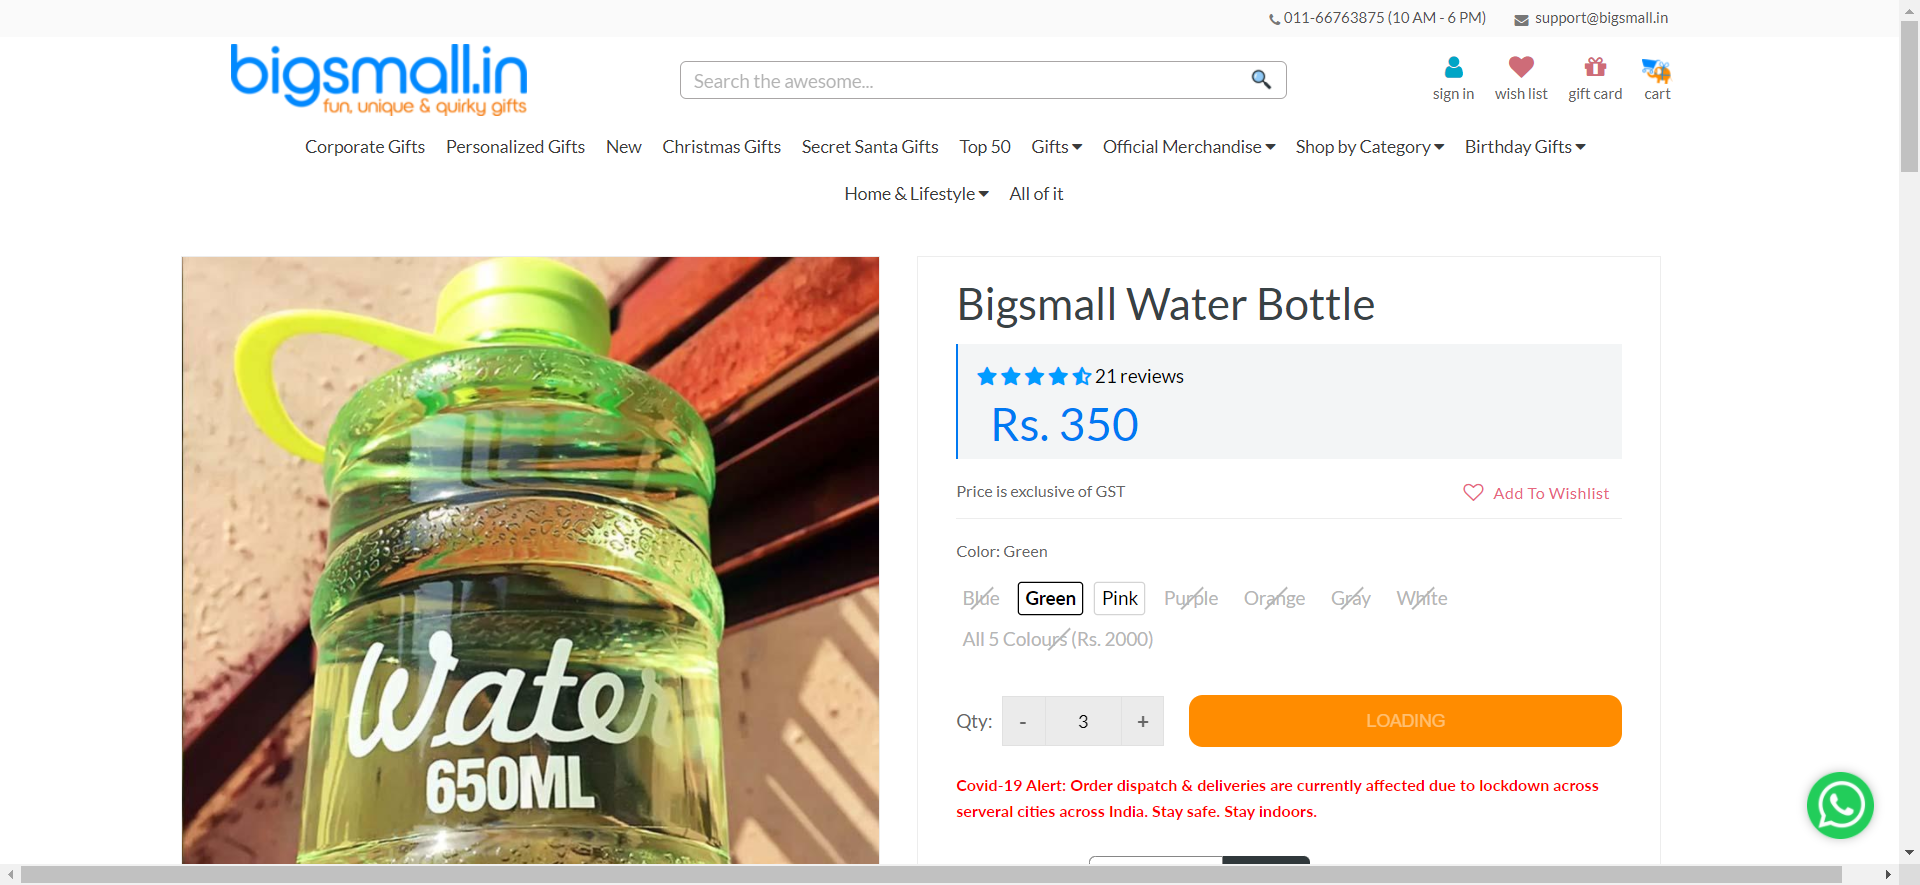 011-66763875 (10 AM - 6 PM) support@bigsmall.in
bigsmall.in
fun, unique & quirky gifts
Search the awesome...
sign in wish list gift card cart
Corporate Gifts Personalized Gifts New Christmas Gifts Secret Santa Gifts Top 50 Gifts Official Merchandise Shop by Category Birthday Gifts
Home & Lifestyle All of it
Bigsmall Water Bottle
21 reviews
Rs. 350
Price is exclusive of GST Add To Wishlist
Color: Green
Blue Green Pink Purple Orange Gray White
All 5 Colours (Rs. 2000)
Qty: - 3 + LOADING
Covid-19 Alert: Order dispatch & deliveries are currently affected due to lockdown across
serveral cities across India. Stay safe. Stay indoors.
Water
650ML